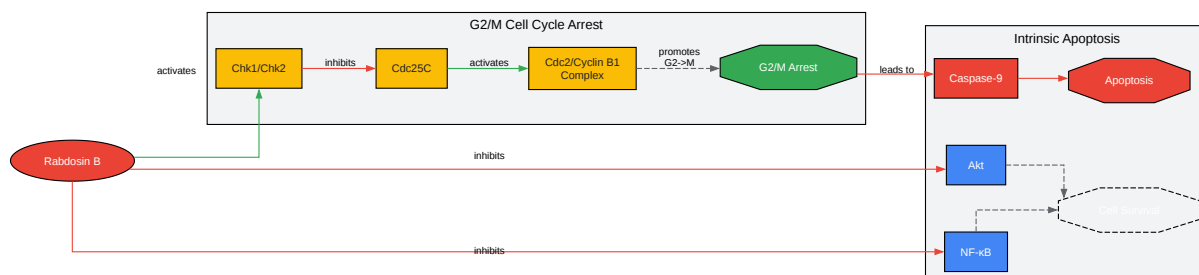 G2/M Cell Cycle Arrest
Intrinsic Apoptosis
activates
Chk1/Chk2
inhibits
Cdc25C
activates
Cdc2/Cyclin B1
Complex
promotes
G2->M
G2/M Arrest
leads to
Caspase-9
Apoptosis
Rabdosin B
inhibits
Akt
Cell Survival
inhibits
NF-κB